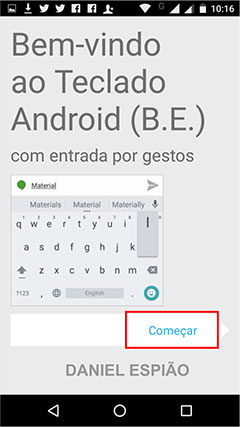 10:16
Bem-vindo
ao Teclado
Android (B.E.)
com entrada por gestos
Material
Materials Material Materially
q w e r t y u i
a s d f g h j k l
z x c v b n m
?123 , English .
Começar
DANIEL ESPIÃO